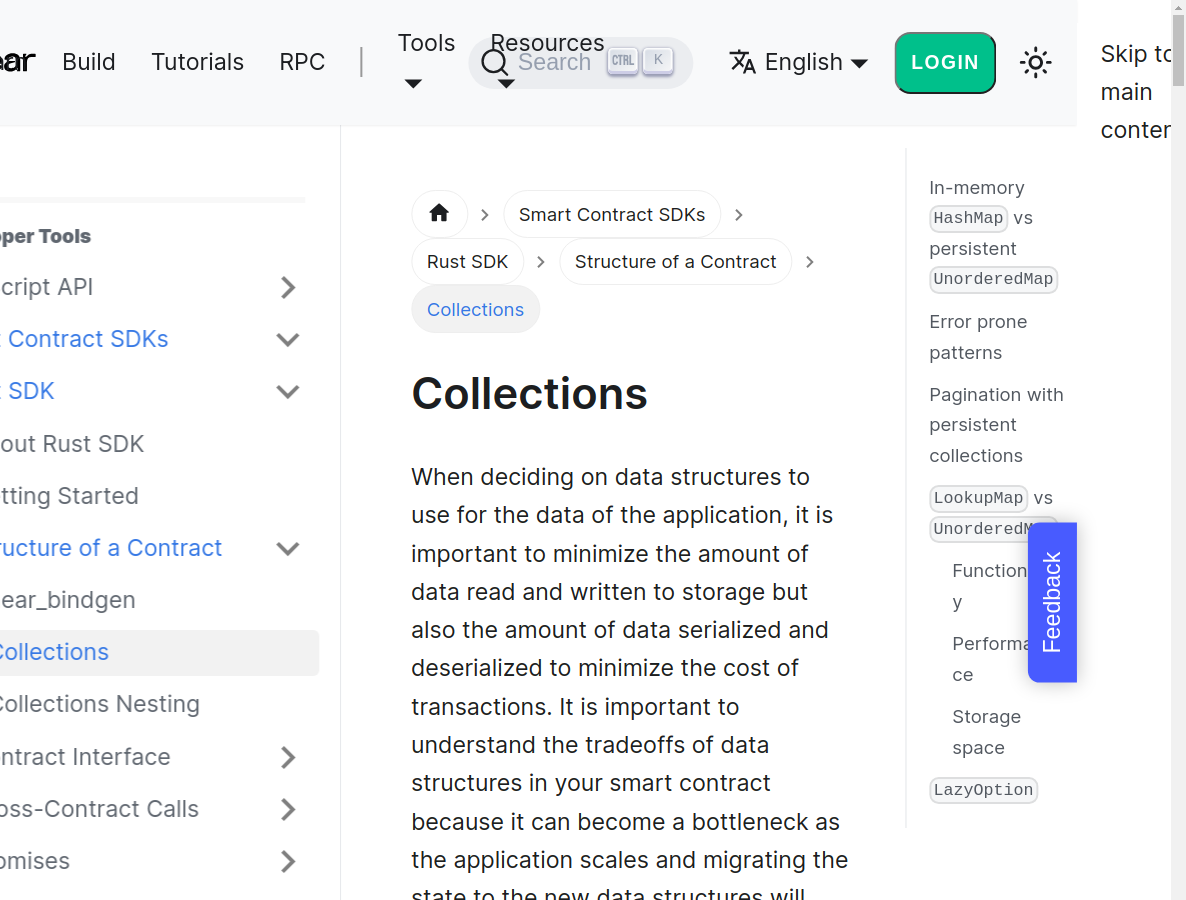 Build Tutorials RPC Tools Resources Search CTRL K English LOGIN
Skip to
main
Developer Tools
cript API
Contract SDKs
SDK
out Rust SDK
tting Started
ructure of a Contract
ear_bindgen
Collections
Collections Nesting
ntract Interface
oss-Contract Calls
omises
Smart Contract SDKs
Rust SDK
Structure of a Contract
Collections
Collections
When deciding on data structures to
use for the data of the application, it is
important to minimize the amount of
data read and written to storage but
also the amount of data serialized and
deserialized to minimize the cost of
transactions. It is important to
understand the tradeoffs of data
structures in your smart contract
because it can become a bottleneck as
the application scales and migrating the
state to the new data structures will
In-memory
HashMap vs
persistent
UnorderedMap
Error prone
patterns
Pagination with
persistent
collections
LookupMap vs
UnorderedM
Function
y
Performa
ce
Storage
space
LazyOption
Feedback